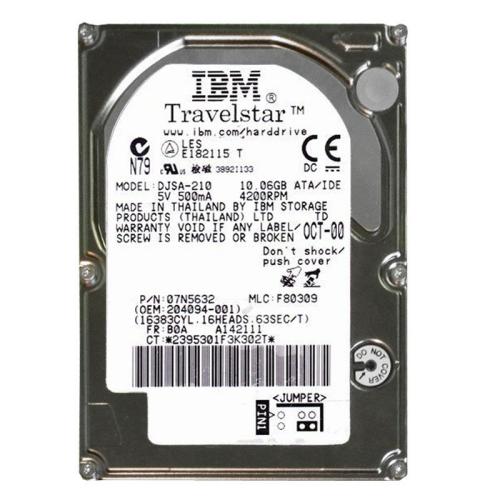 IBM®
Travelstar™
www.ibm.com/harddrive
LES
E182115 T
N79
38921133
CE
DC
MODEL:DJSA-210 10.06GB ATA/IDE
5V 500mA 4200RPM
MADE IN THAILAND BY IBM STORAGE
PRODUCTS (THAILAND) LTD TD
WARRANTY VOID IF ANY LABEL OR
SCREW IS REMOVED OR BROKEN
OCT-00
Don't shock/
push cover
P/N:07N5632 MLC:F80309
(OEM:204094-001)
(16383CYL.16HEADS.63SEC/T)
FR:B0A A142111
CT:*2395301F3K302T*
DO NOT COVER
<JUMPER>
PIN1